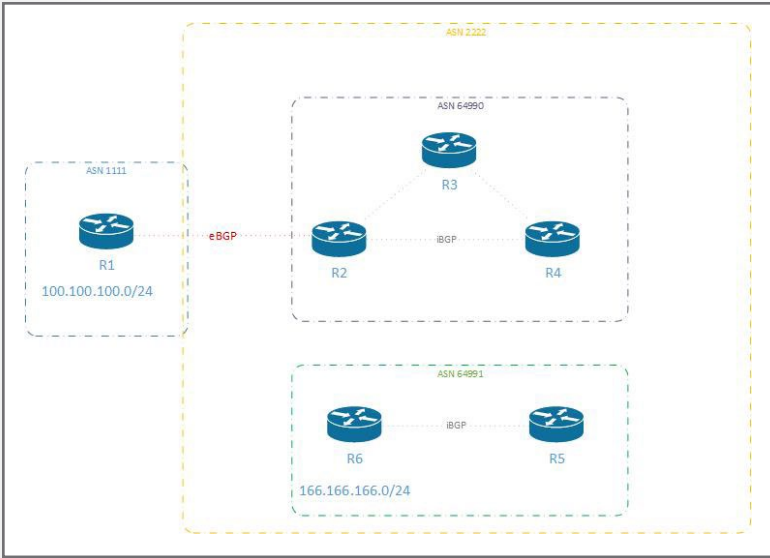 ASN 2222
ASN 64990
R3
ASN 1111
R1
eBGP
R2
iBGP
R4
100.100.100.0/24
ASN 64991
R6
iBGP
R5
166.166.166.0/24